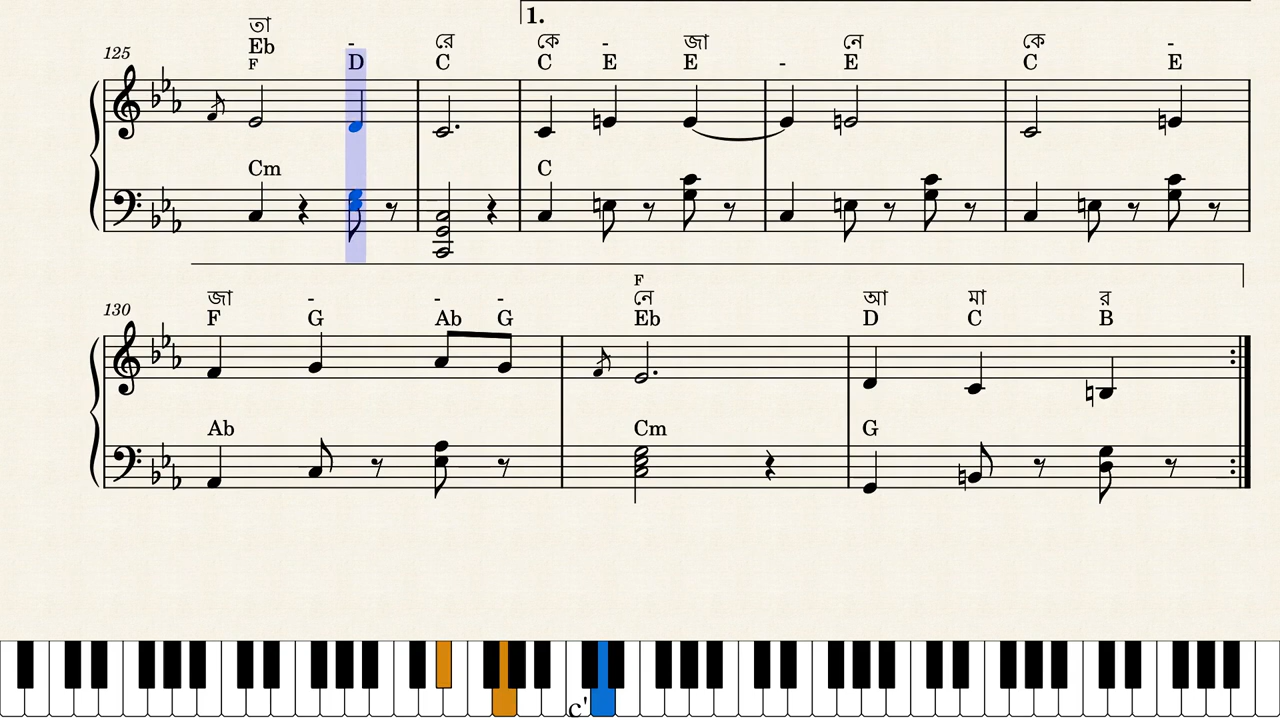 1.
তা - রে কে - জা - নে কে -
125 Eb D C C E E - E C E
F
Cm C
জা - - - নে আ মা র
F
130 F G Ab G Eb D C B
Ab Cm G
c'